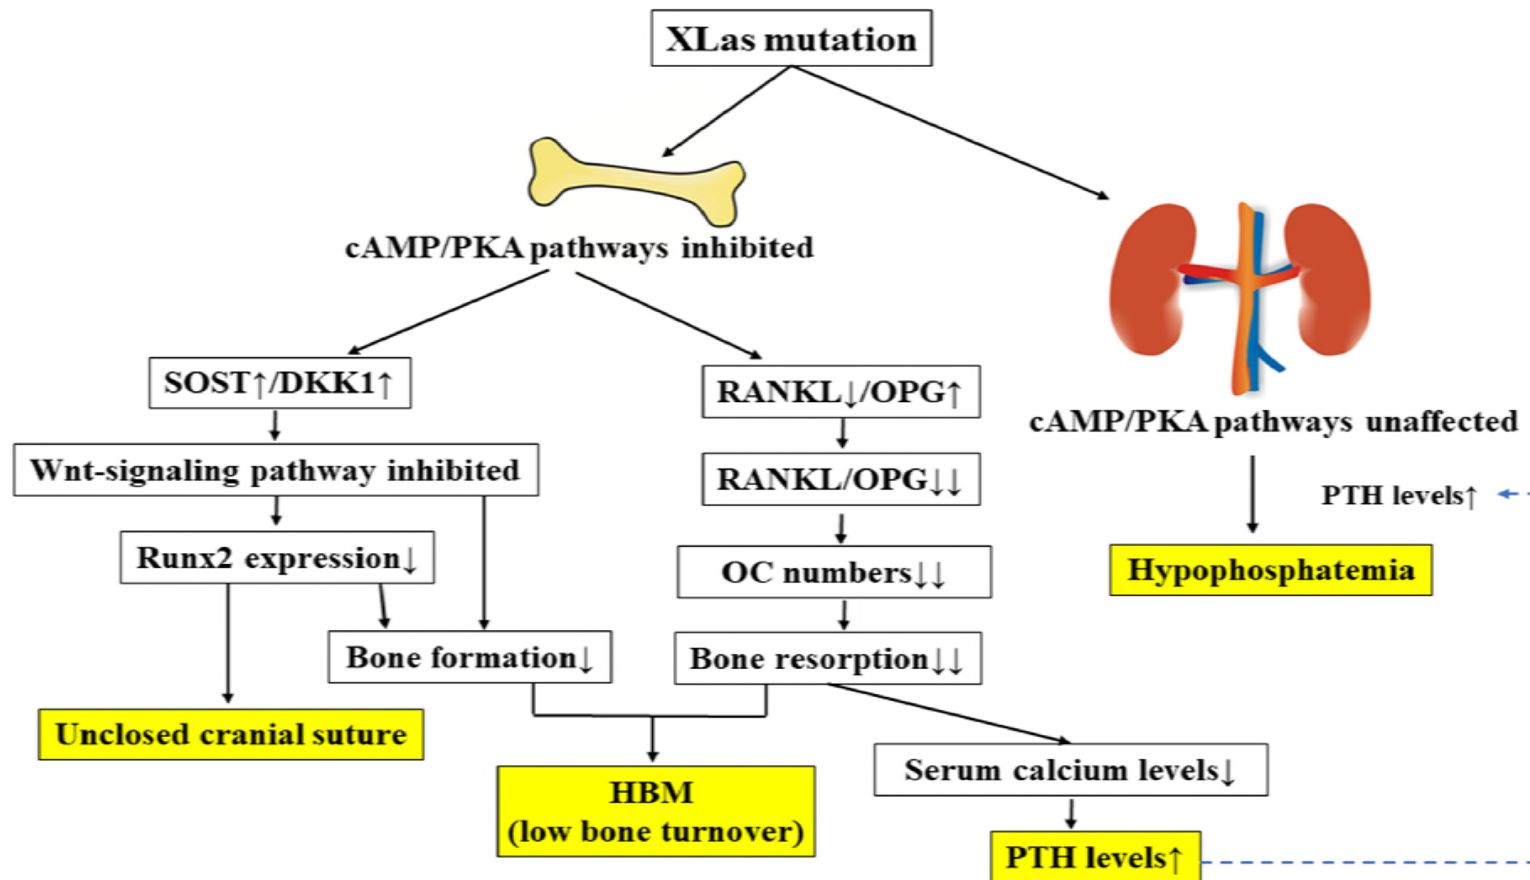 XLas mutation
cAMP/PKA pathways inhibited
SOST↑/DKK1↑
Wnt-signaling pathway inhibited
Runx2 expression↓
Bone formation↓
Unclosed cranial suture
RANKL↓/OPG↑
RANKL/OPG↓↓
OC numbers↓↓
Bone resorption↓↓
HBM
(low bone turnover)
Serum calcium levels↓
PTH levels↑
cAMP/PKA pathways unaffected
PTH levels↑
Hypophosphatemia